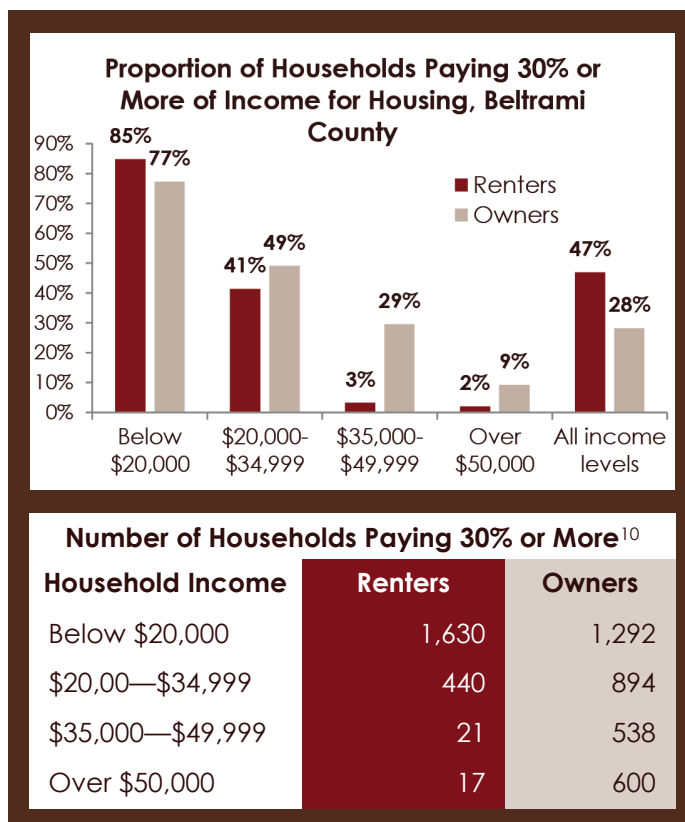 Proportion of Households Paying 30% or
More of Income for Housing, Beltrami
County
90%
80%
70%
60%
50%
40%
30%
20%
10%
0%
85%
77%
41%
49%
3%
29%
2%
9%
47%
28%
Renters
Owners
Below
$20,000
$20,000-
$34,999
$35,000-
$49,999
Over
$50,000
All income
levels
Number of Households Paying 30% or More10
Household Income Renters Owners
Below $20,000 1,630 1,292
$20,00—$34,999 440 894
$35,000—$49,999 21 538
Over $50,000 17 600